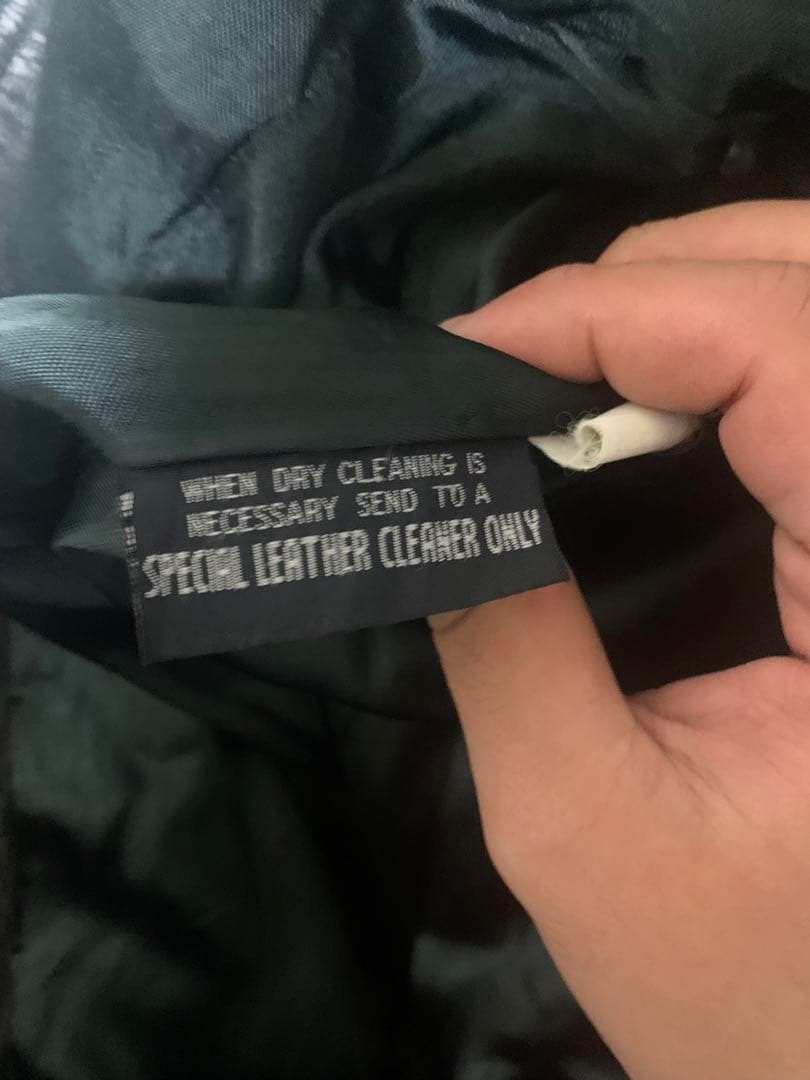 WHEN DRY CLEANING IS
NECESSARY SEND TO A
SPECIAL LEATHER CLEANER ONLY